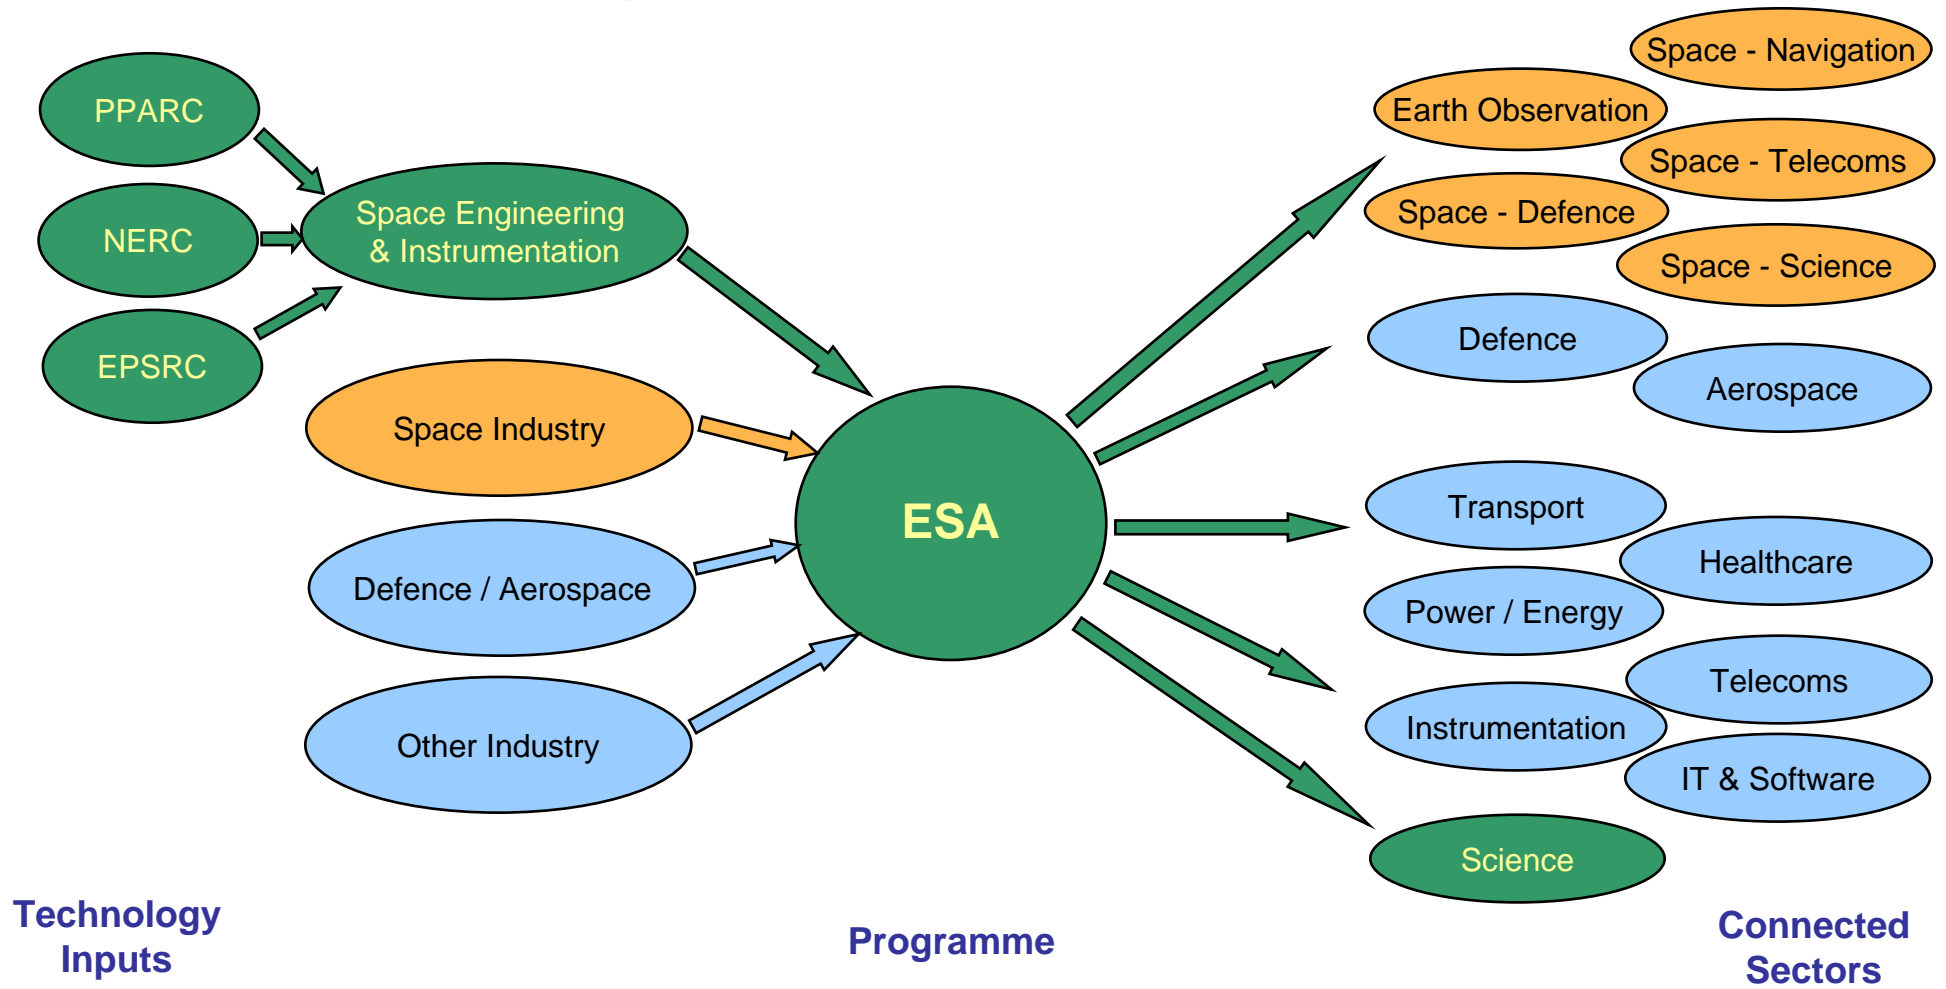 PPARC
NERC
EPSRC
Space Engineering
& Instrumentation
Space Industry
Defence / Aerospace
Other Industry
ESA
Space - Navigation
Earth Observation
Space - Telecoms
Space - Defence
Space - Science
Defence
Aerospace
Transport
Healthcare
Power / Energy
Telecoms
Instrumentation
IT & Software
Science
Technology
Inputs
Programme
Connected
Sectors